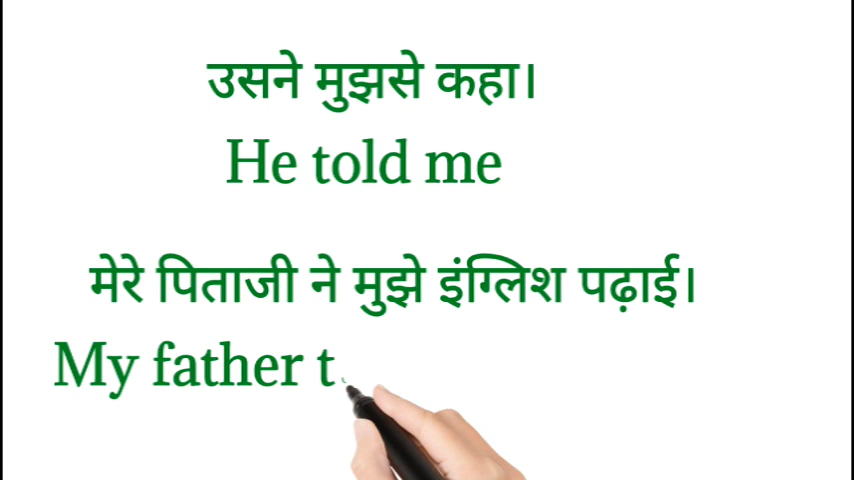 उसने मुझसे कहा।
He told me
मेरे पिताजी ने मुझे इंग्लिश पढ़ाई।
My father t